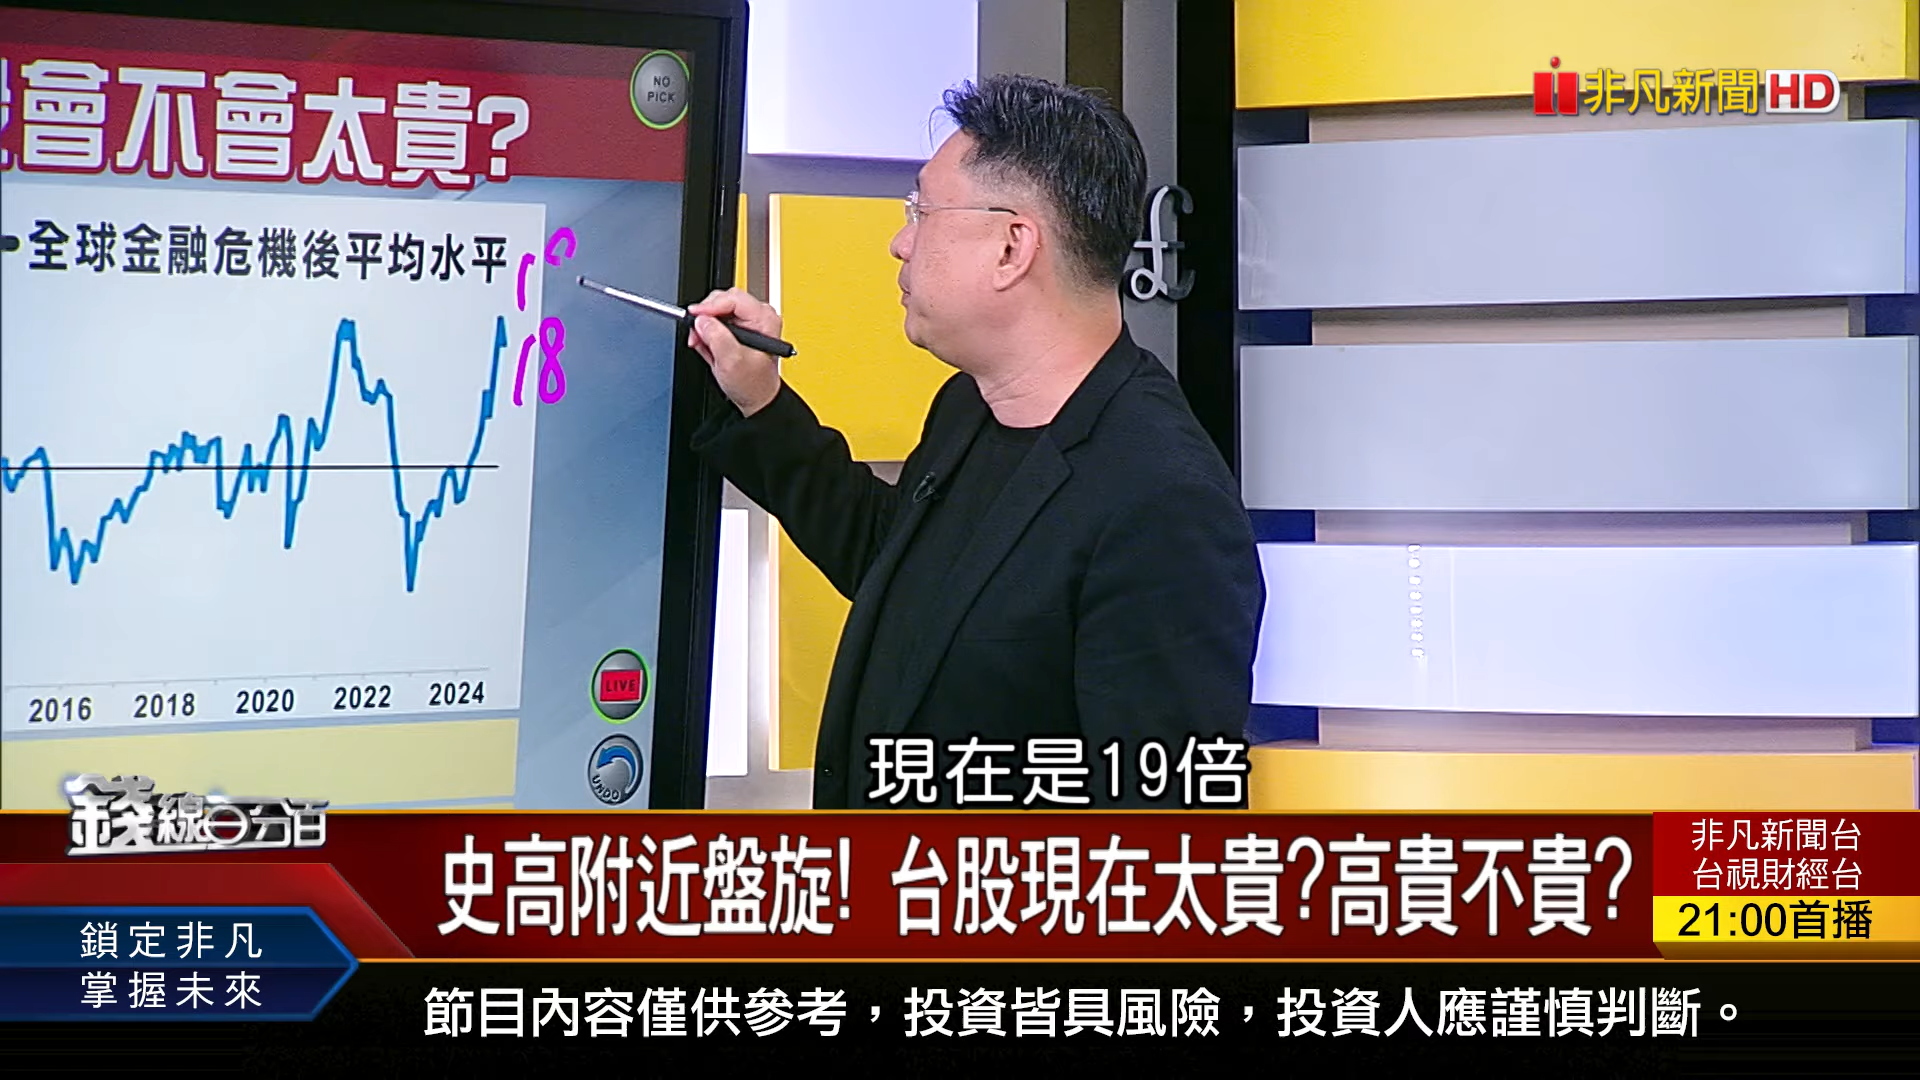 會不會太貴?
NO
PICK
非凡新聞HD
全球金融危機後平均水平
18
£
2016 2018 2020 2022 2024
LIVE
UNDO
現在是19倍
錢線百分百
史高附近盤旋! 台股現在太貴?高貴不貴?
非凡新聞台
台視財經台
21:00首播
鎖定非凡
掌握未來
節目內容僅供參考，投資皆具風險，投資人應謹慎判斷。